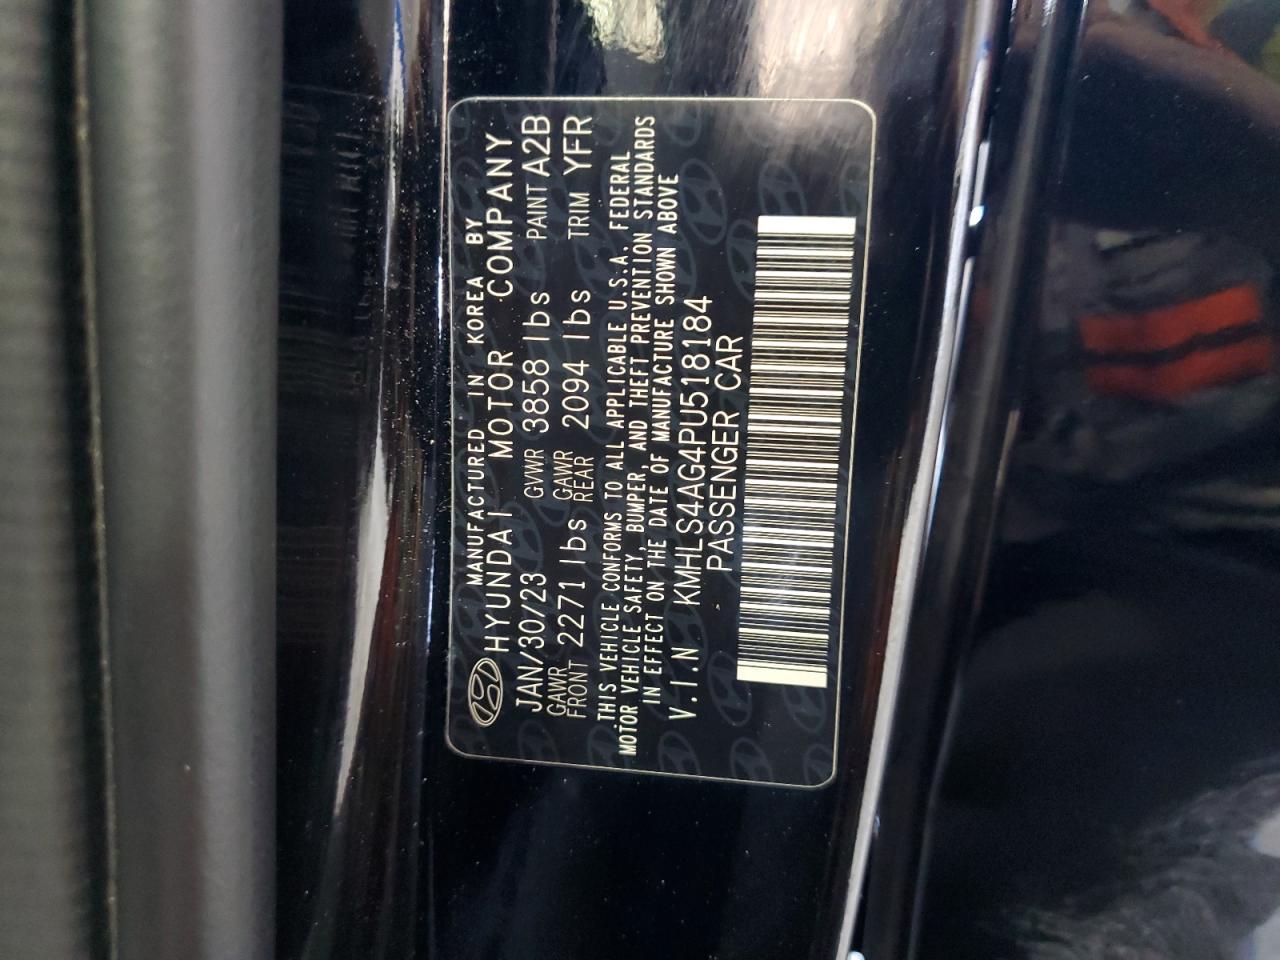 MANUFACTURED IN KOREA BY
HYUNDAI MOTOR COMPANY
JAN/30/23 GVWR 3858 lbs PAINT A2B
GAWR FRONT 2271 lbs GAWR REAR 2094 lbs TRIM YFR
THIS VEHICLE CONFORMS TO ALL APPLICABLE U.S.A. FEDERAL
MOTOR VEHICLE SAFETY, BUMPER, AND THEFT PREVENTION STANDARDS
IN EFFECT ON THE DATE OF MANUFACTURE SHOWN ABOVE
V.I.N KMHLS4AG4PU518184
PASSENGER CAR